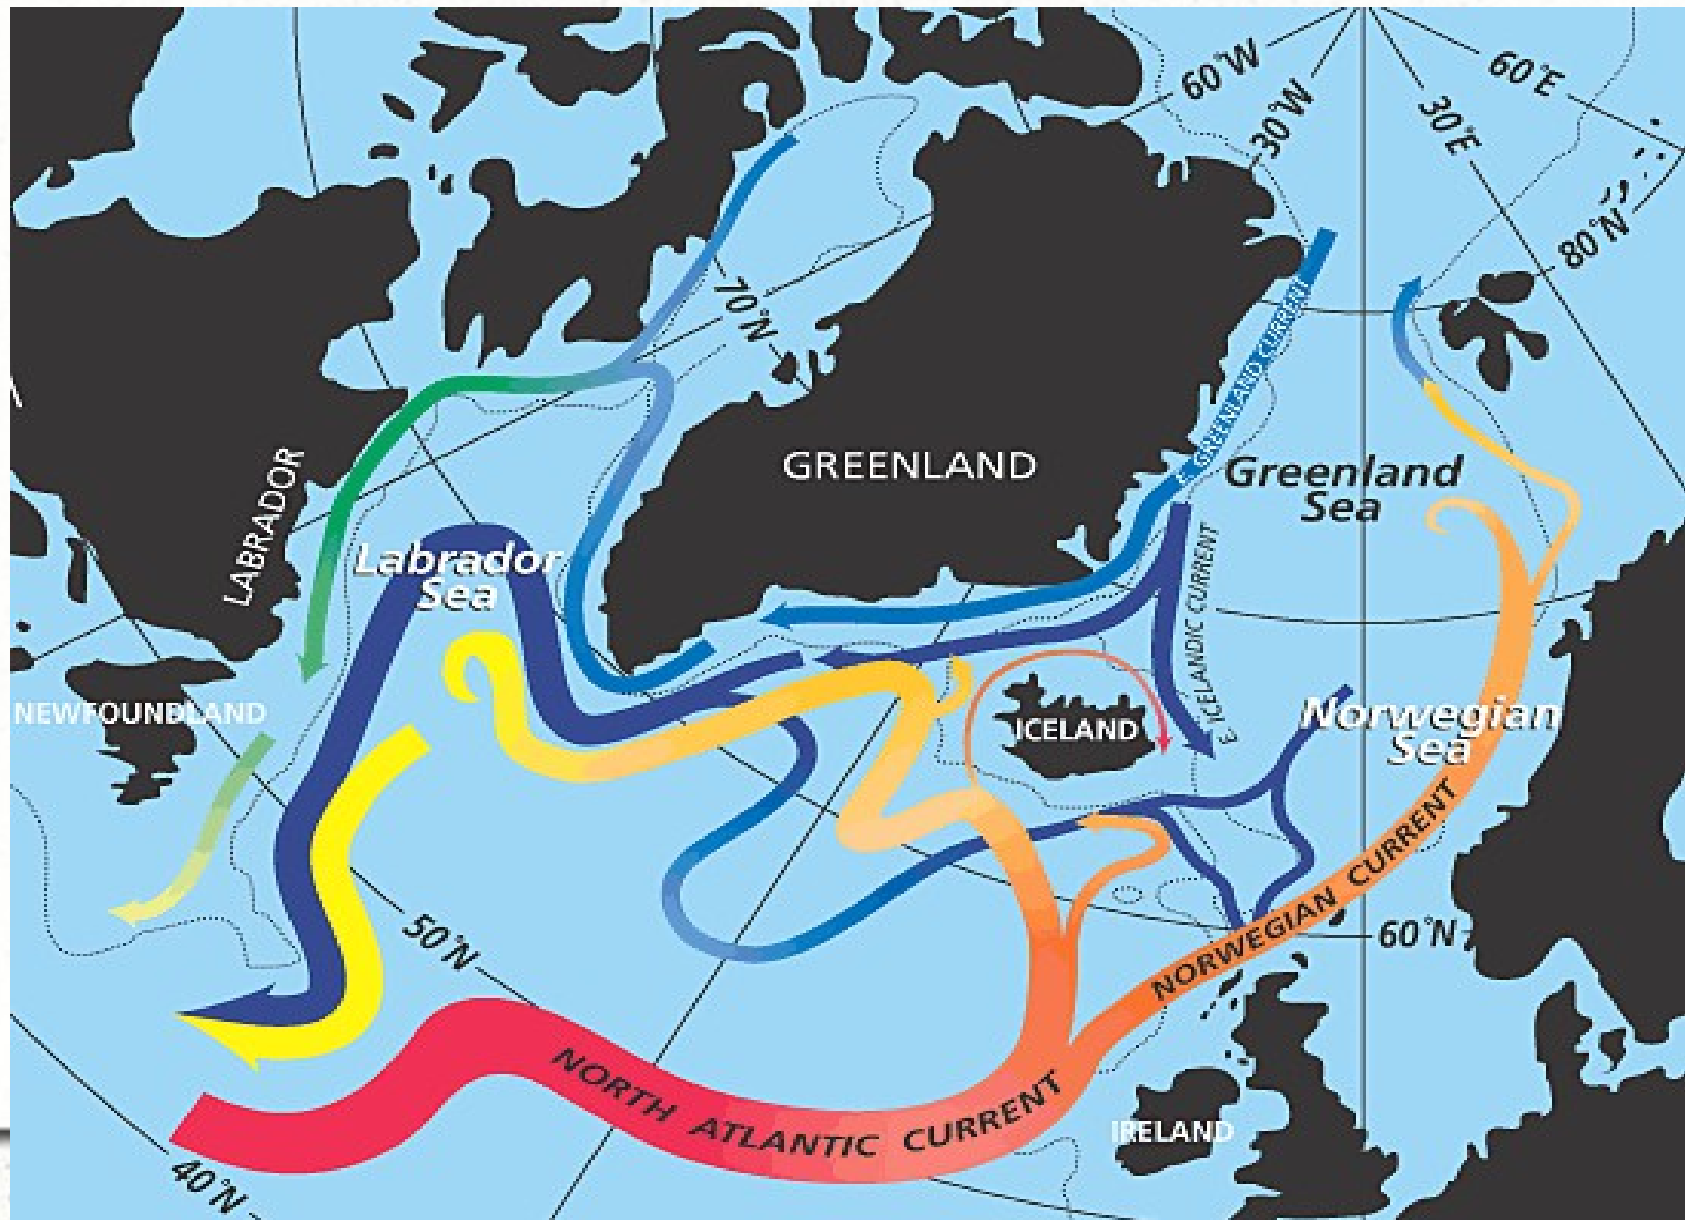 60°W
60°E
30°W
30°E
80°N
70°N
E. GREENLAND CURRENT
GREENLAND
Greenland
Sea
LABRADOR
Labrador
Sea
E. ICELANDIC CURRENT
NEWFOUNDLAND
ICELAND
Norwegian
Sea
NORWEGIAN CURRENT
50°N
60°N
NORTH ATLANTIC CURRENT
IRELAND
40°N